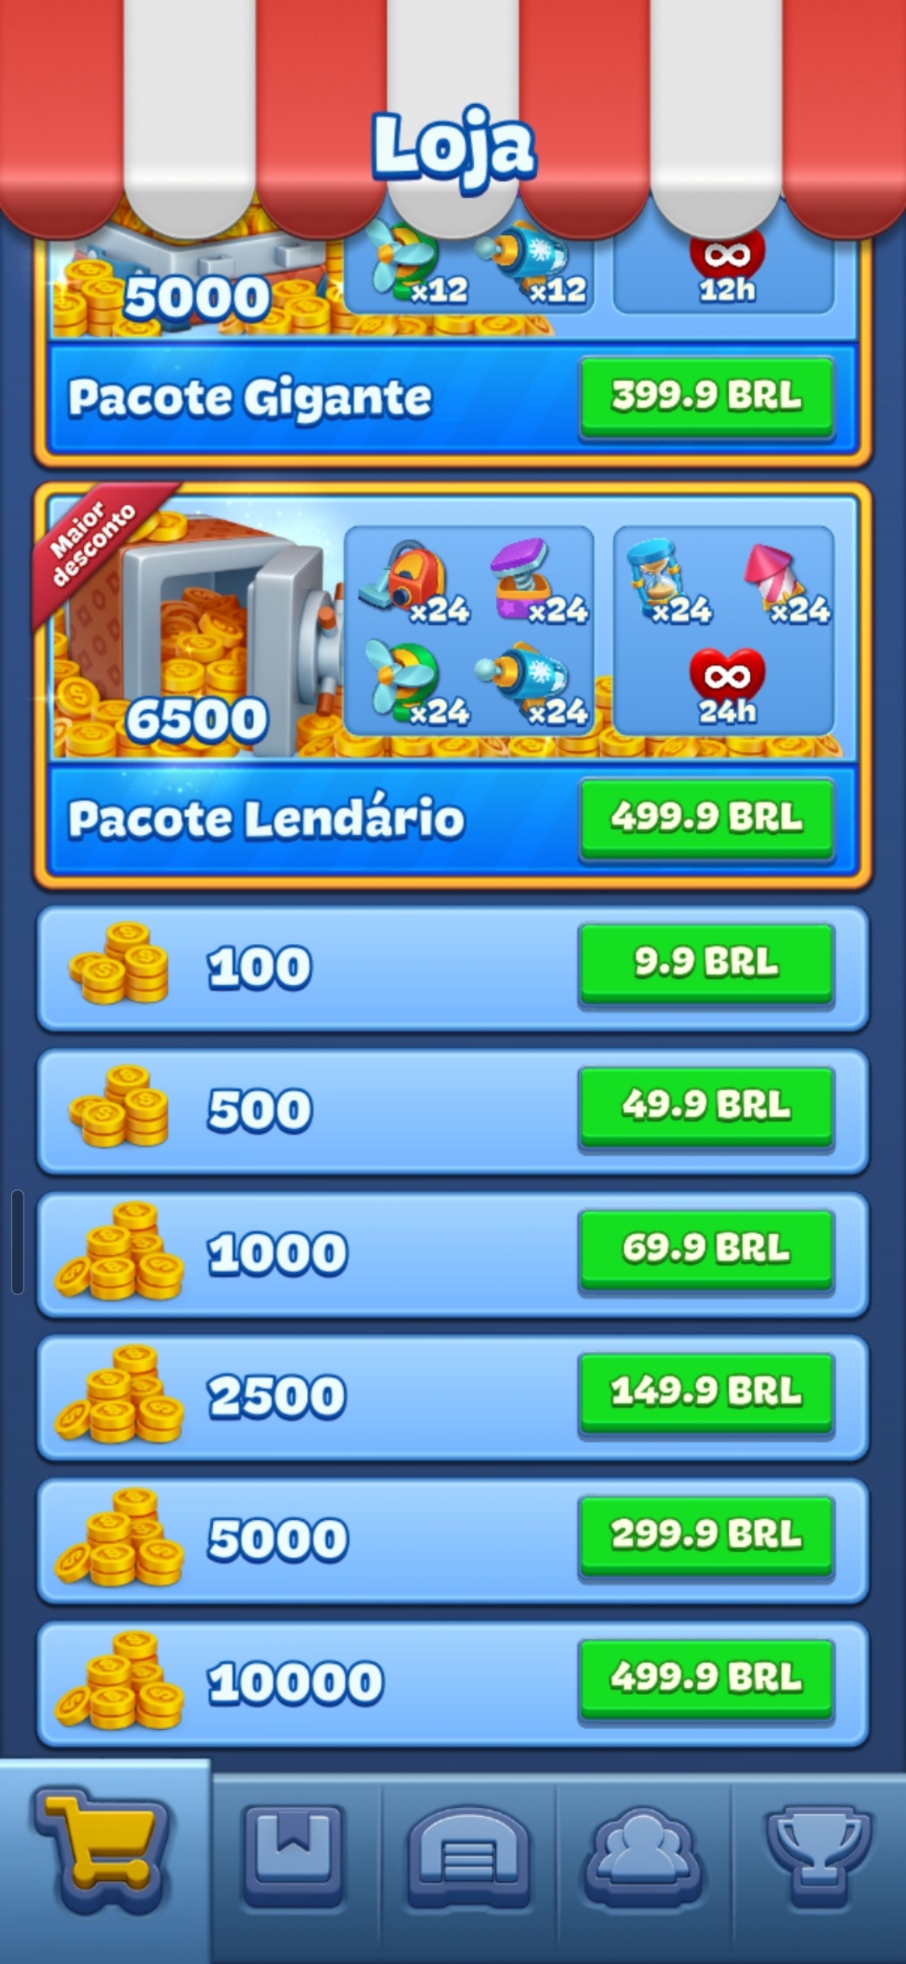 Loja
5000
x12
x12
12h
Pacote Gigante
399.9 BRL
Maior
desconto
x24
x24
x24
x24
x24
x24
24h
6500
Pacote Lendário
499.9 BRL
100
9.9 BRL
500
49.9 BRL
1000
69.9 BRL
2500
149.9 BRL
5000
299.9 BRL
10000
499.9 BRL